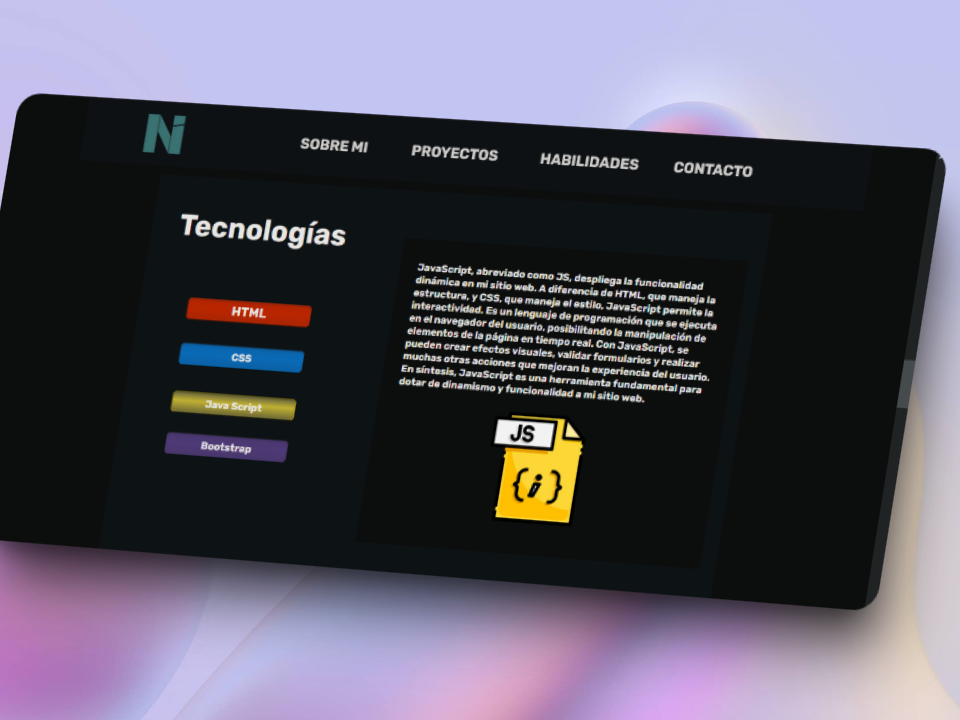 Ni
SOBRE MI
PROYECTOS
HABILIDADES
CONTACTO
Tecnologías
HTML
CSS
Java Script
Bootstrap
JavaScript, abreviado como JS, despliega la funcionalidad
dinámica en mi sitio web. A diferencia de HTML, que maneja la
estructura, y CSS, que maneja el estilo, JavaScript permite la
interactividad. Es un lenguaje de programación que se ejecuta
en el navegador del usuario, posibilitando la manipulación de
elementos de la página en tiempo real. Con JavaScript, se
pueden crear efectos visuales, validar formularios y realizar
muchas otras acciones que mejoran la experiencia del usuario.
En síntesis, JavaScript es una herramienta fundamental para
dotar de dinamismo y funcionalidad a mi sitio web.
JS
{i}